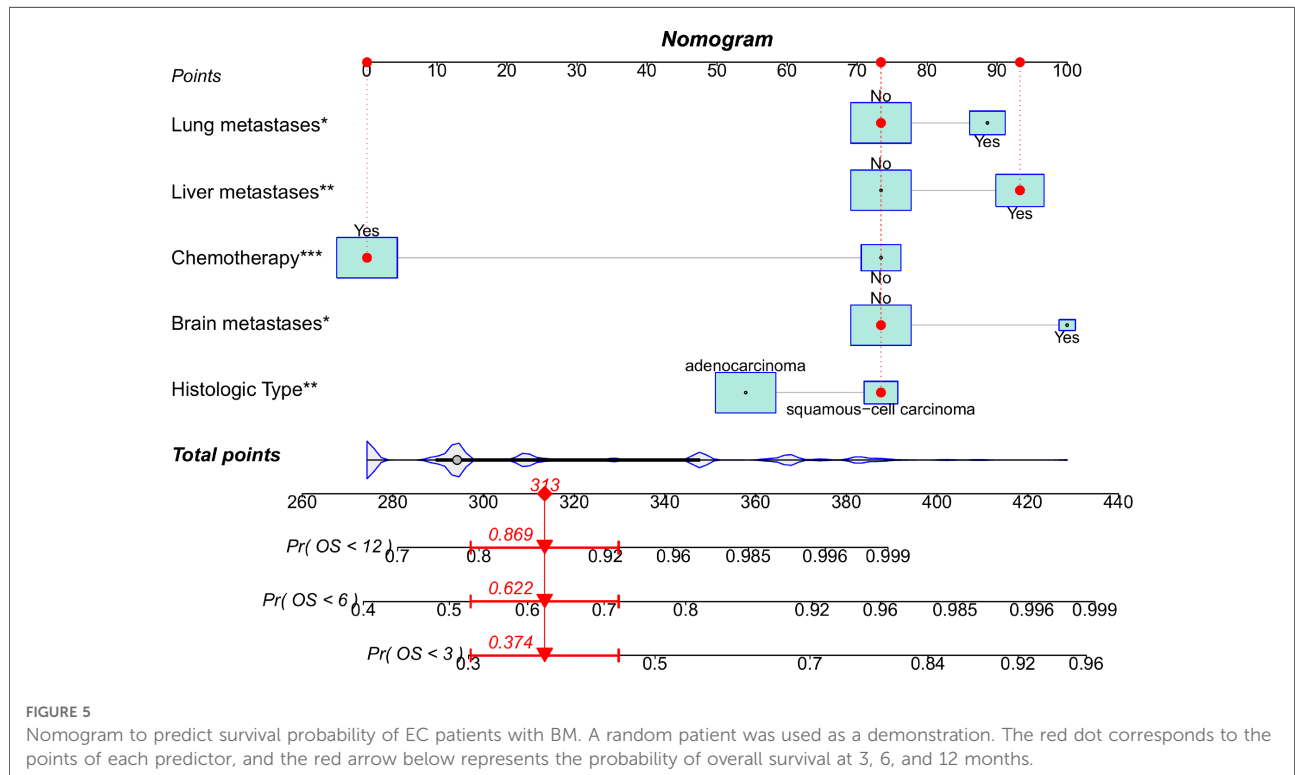 Nomogram
Points
0 10 20 30 40 50 60 70 80 90 100
No
Lung metastases*
Yes
No
Liver metastases**
Yes
Yes
Chemotherapy***
No
No
Brain metastases*
Yes
adenocarcinoma
Histologic Type**
squamous−cell carcinoma
Total points
313
260 280 300 320 340 360 380 400 420 440
0.869
Pr( OS < 12 )
0.7 0.8 0.92 0.96 0.985 0.996 0.999
0.622
Pr( OS < 6 )
0.4 0.5 0.6 0.7 0.8 0.92 0.96 0.985 0.996 0.999
0.374
Pr( OS < 3 )
0.3 0.5 0.7 0.84 0.92 0.96
FIGURE 5
Nomogram to predict survival probability of EC patients with BM. A random patient was used as a demonstration. The red dot corresponds to the
points of each predictor, and the red arrow below represents the probability of overall survival at 3, 6, and 12 months.